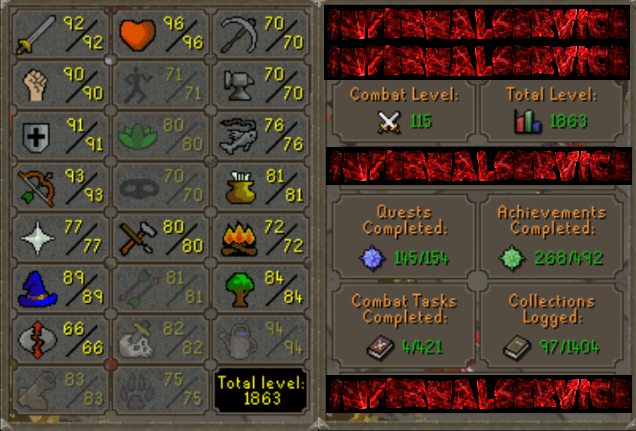 92/92 96/96 70/70
90/90 71/71 70/70
91/91 80/80 76/76
93/93 70/70 81/81
77/77 80/80 72/72
89/89 81/81 84/84
66/66 82/82 94/94
83/83 75/75 Total level: 1863
INFERNALSERVICE
INFERNALSERVICE
Combat Level: 115
Total Level: 1863
INFERNALSERVICE
Quests Completed: 145/154
Achievements Completed: 268/492
Combat Tasks Completed: 4/421
Collections Logged: 97/1404
INFERNALSERVICE